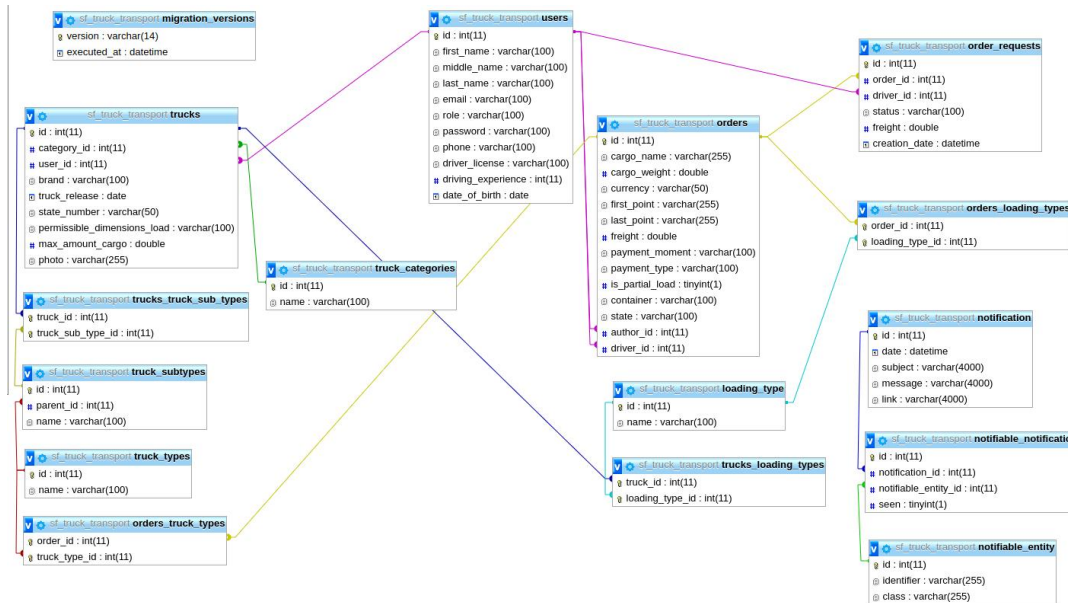 sf_truck_transport migration_versions
version : varchar(14)
executed_at : datetime
sf_truck_transport users
id : int(11)
first_name : varchar(100)
middle_name : varchar(100)
last_name : varchar(100)
email : varchar(100)
role : varchar(100)
password : varchar(100)
phone : varchar(100)
driver_license : varchar(100)
driving_experience : int(11)
date_of_birth : date
sf_truck_transport order_requests
id : int(11)
order_id : int(11)
driver_id : int(11)
status : varchar(100)
freight : double
creation_date : datetime
sf_truck_transport trucks
id : int(11)
category_id : int(11)
user_id : int(11)
brand : varchar(100)
truck_release : date
state_number : varchar(50)
permissible_dimensions_load : varchar(100)
max_amount_cargo : double
photo : varchar(255)
sf_truck_transport orders
id : int(11)
cargo_name : varchar(255)
cargo_weight : double
currency : varchar(50)
first_point : varchar(255)
last_point : varchar(255)
freight : double
payment_moment : varchar(100)
payment_type : varchar(100)
is_partial_load : tinyint(1)
container : varchar(100)
state : varchar(100)
author_id : int(11)
driver_id : int(11)
sf_truck_transport orders_loading_types
order_id : int(11)
loading_type_id : int(11)
sf_truck_transport truck_categories
id : int(11)
name : varchar(100)
sf_truck_transport trucks_truck_sub_types
truck_id : int(11)
truck_sub_type_id : int(11)
sf_truck_transport notification
id : int(11)
date : datetime
subject : varchar(4000)
message : varchar(4000)
link : varchar(4000)
sf_truck_transport truck_subtypes
id : int(11)
parent_id : int(11)
name : varchar(100)
sf_truck_transport loading_type
id : int(11)
name : varchar(100)
sf_truck_transport notifiable_notificatio
id : int(11)
notification_id : int(11)
notifiable_entity_id : int(11)
seen : tinyint(1)
sf_truck_transport truck_types
id : int(11)
name : varchar(100)
sf_truck_transport trucks_loading_types
truck_id : int(11)
loading_type_id : int(11)
sf_truck_transport orders_truck_types
order_id : int(11)
truck_type_id : int(11)
sf_truck_transport notifiable_entity
id : int(11)
identifier : varchar(255)
class : varchar(255)